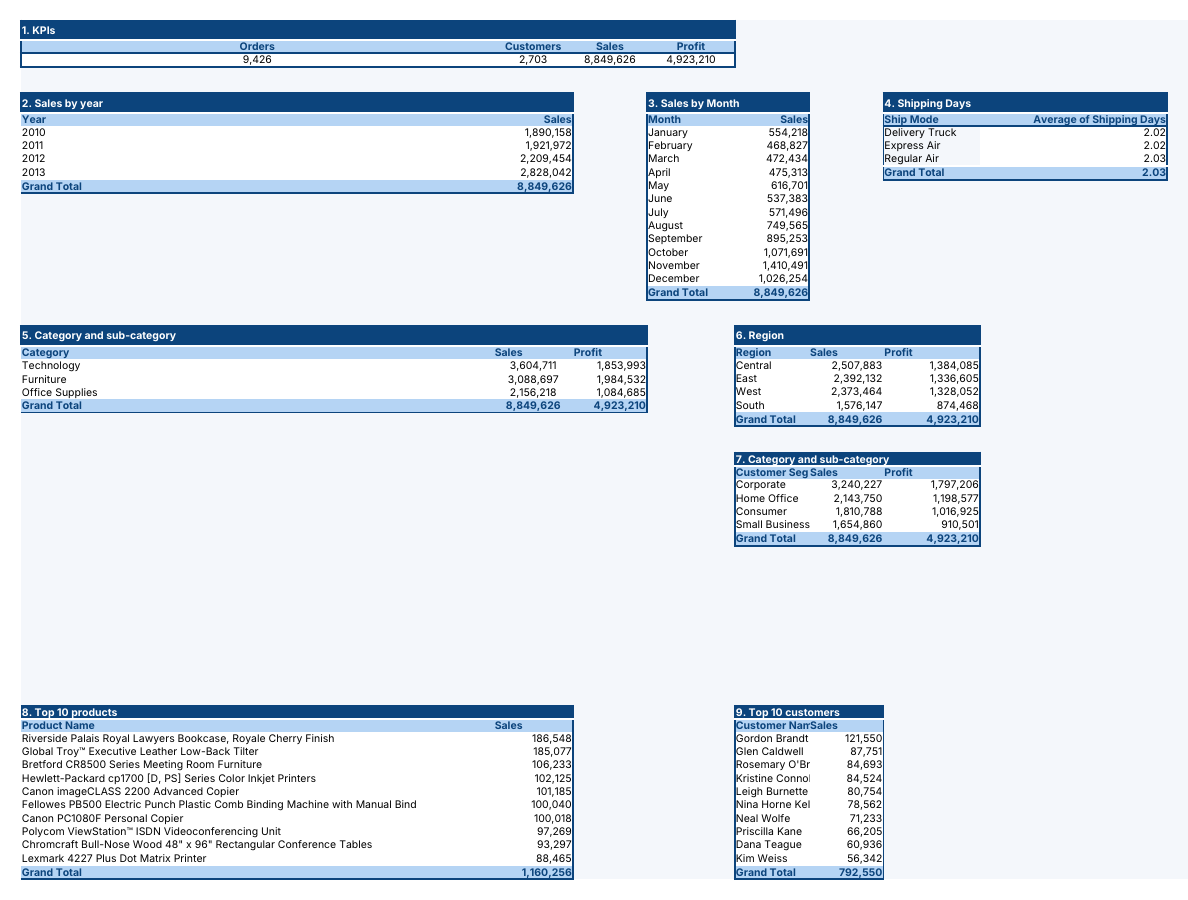 1. KPIs
Orders Customers Sales Profit
9,426 2,703 8,849,626 4,923,210
2. Sales by year
Year Sales
2010 1,890,158
2011 1,921,972
2012 2,209,454
2013 2,828,042
Grand Total 8,849,626
3. Sales by Month
Month Sales
January 554,218
February 468,827
March 472,434
April 475,313
May 616,701
June 537,383
July 571,496
August 749,565
September 895,253
October 1,071,691
November 1,410,491
December 1,026,254
Grand Total 8,849,626
4. Shipping Days
Ship Mode Average of Shipping Days
Delivery Truck 2.02
Express Air 2.02
Regular Air 2.03
Grand Total 2.03
5. Category and sub-category
Category Sales Profit
Technology 3,604,711 1,853,993
Furniture 3,088,697 1,984,532
Office Supplies 2,156,218 1,084,685
Grand Total 8,849,626 4,923,210
6. Region
Region Sales Profit
Central 2,507,883 1,384,085
East 2,392,132 1,336,605
West 2,373,464 1,328,052
South 1,576,147 874,468
Grand Total 8,849,626 4,923,210
7. Category and sub-category
Customer Seg Sales Profit
Corporate 3,240,227 1,797,206
Home Office 2,143,750 1,198,577
Consumer 1,810,788 1,016,925
Small Business 1,654,860 910,501
Grand Total 8,849,626 4,923,210
8. Top 10 products
Product Name Sales
Riverside Palais Royal Lawyers Bookcase, Royale Cherry Finish 186,548
Global Troy™ Executive Leather Low-Back Tilter 185,077
Bretford CR8500 Series Meeting Room Furniture 106,233
Hewlett-Packard cp1700 [D, PS] Series Color Inkjet Printers 102,125
Canon imageCLASS 2200 Advanced Copier 101,185
Fellowes PB500 Electric Punch Plastic Comb Binding Machine with Manual Bind 100,040
Canon PC1080F Personal Copier 100,018
Polycom ViewStation™ ISDN Videoconferencing Unit 97,269
Chromcraft Bull-Nose Wood 48" x 96" Rectangular Conference Tables 93,297
Lexmark 4227 Plus Dot Matrix Printer 88,465
Grand Total 1,160,256
9. Top 10 customers
Customer Nam Sales
Gordon Brandt 121,550
Glen Caldwell 87,751
Rosemary O'Br 84,693
Kristine Connol 84,524
Leigh Burnette 80,754
Nina Horne Kel 78,562
Neal Wolfe 71,233
Priscilla Kane 66,205
Dana Teague 60,936
Kim Weiss 56,342
Grand Total 792,550